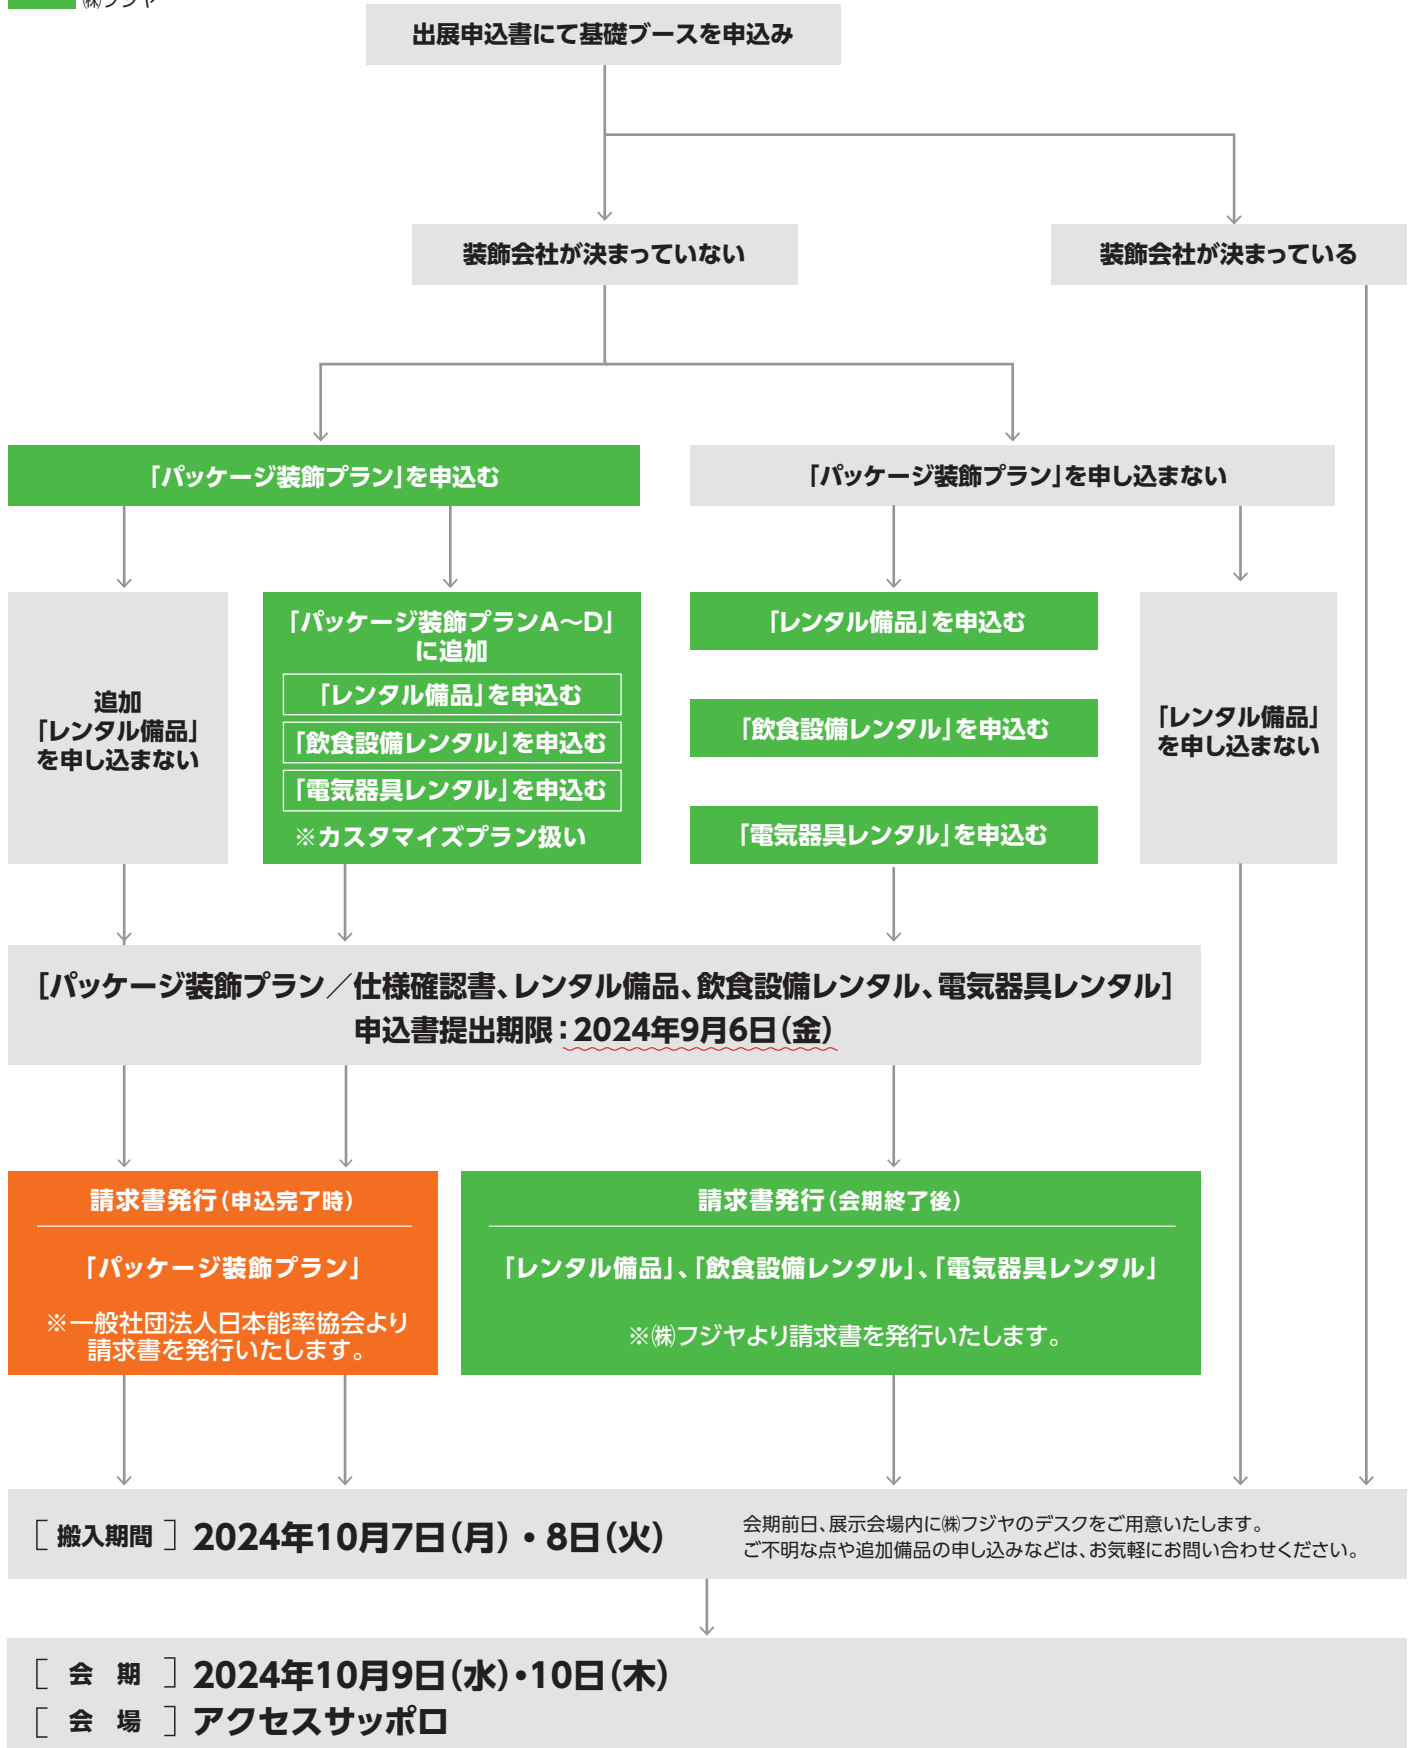 ㈱フジヤ
出展申込書にて基礎ブースを申込み
装飾会社が決まっていない
装飾会社が決まっている
「パッケージ装飾プラン」を申込む
「パッケージ装飾プラン」を申し込まない
追加
「レンタル備品」
を申し込まない
「パッケージ装飾プランA〜D」
に追加
「レンタル備品」を申込む
「飲食設備レンタル」を申込む
「電気器具レンタル」を申込む
※カスタマイズプラン扱い
「レンタル備品」を申込む
「飲食設備レンタル」を申込む
「電気器具レンタル」を申込む
「レンタル備品」
を申し込まない
[パッケージ装飾プラン／仕様確認書、レンタル備品、飲食設備レンタル、電気器具レンタル]
申込書提出期限：2024年9月6日(金)
請求書発行(申込完了時)
「パッケージ装飾プラン」
※一般社団法人日本能率協会より
請求書を発行いたします。
請求書発行(会期終了後)
「レンタル備品」、「飲食設備レンタル」、「電気器具レンタル」
※㈱フジヤより請求書を発行いたします。
[搬入期間] 2024年10月7日(月)・8日(火)
会期前日、展示会場内に㈱フジヤのデスクをご用意いたします。
ご不明な点や追加備品の申し込みなどは、お気軽にお問い合わせください。
[会 期] 2024年10月9日(水)・10日(木)
[会 場] アクセスサッポロ